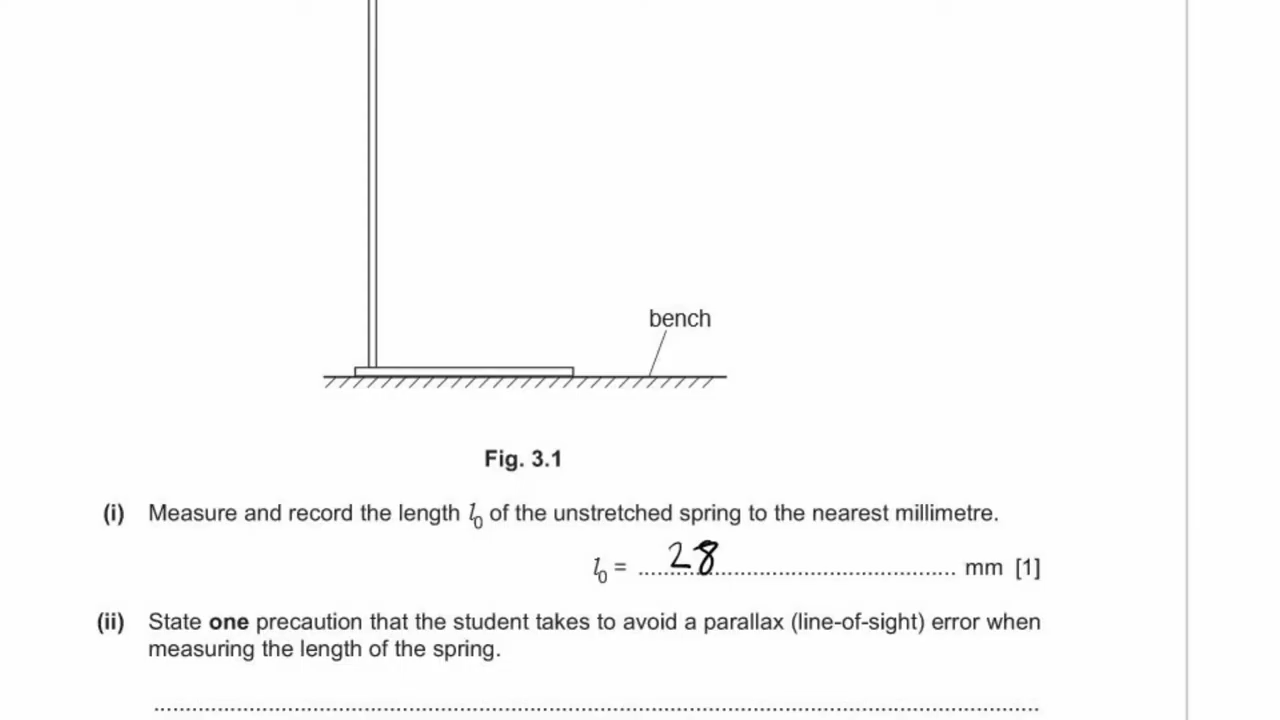 bench
Fig. 3.1
(i) Measure and record the length l₀ of the unstretched spring to the nearest millimetre.
l₀ = 28 mm [1]
(ii) State one precaution that the student takes to avoid a parallax (line-of-sight) error when
measuring the length of the spring.